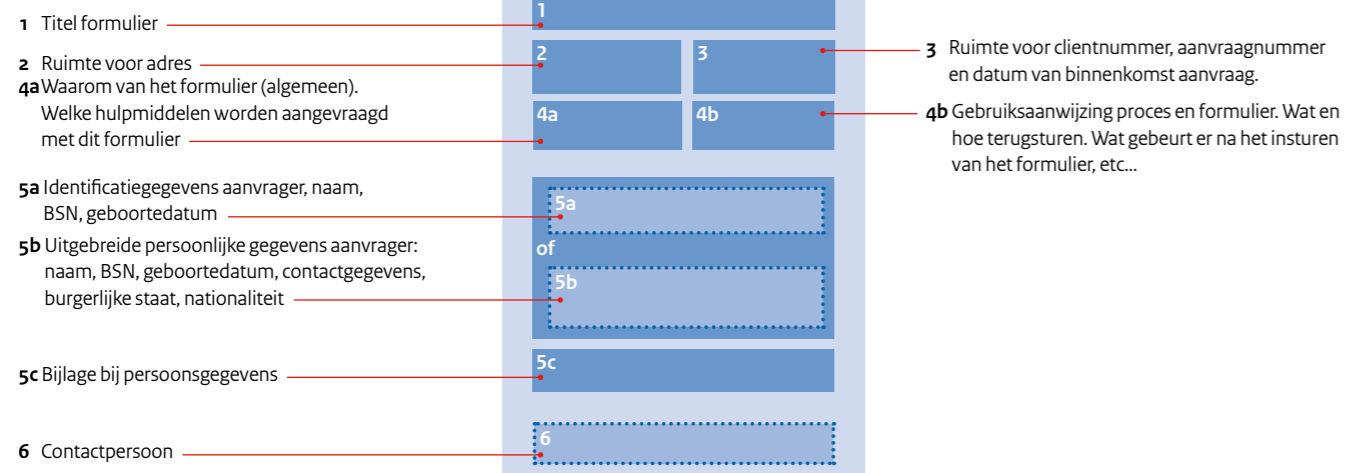 1 Titel formulier
2 Ruimte voor adres
4a Waarom van het formulier (algemeen).
Welke hulpmiddelen worden aangevraagd
met dit formulier
5a Identificatiegegevens aanvrager, naam,
BSN, geboortedatum
5b Uitgebreide persoonlijke gegevens aanvrager:
naam, BSN, geboortedatum, contactgegevens,
burgerlijke staat, nationaliteit
5c Bijlage bij persoonsgegevens
6 Contactpersoon
1
2
3
4a
4b
5a
of
5b
5c
6
3 Ruimte voor clientnummer, aanvraagnummer
en datum van binnenkomst aanvraag.
4b Gebruiksaanwijzing proces en formulier. Wat en
hoe terugsturen. Wat gebeurt er na het insturen
van het formulier, etc...